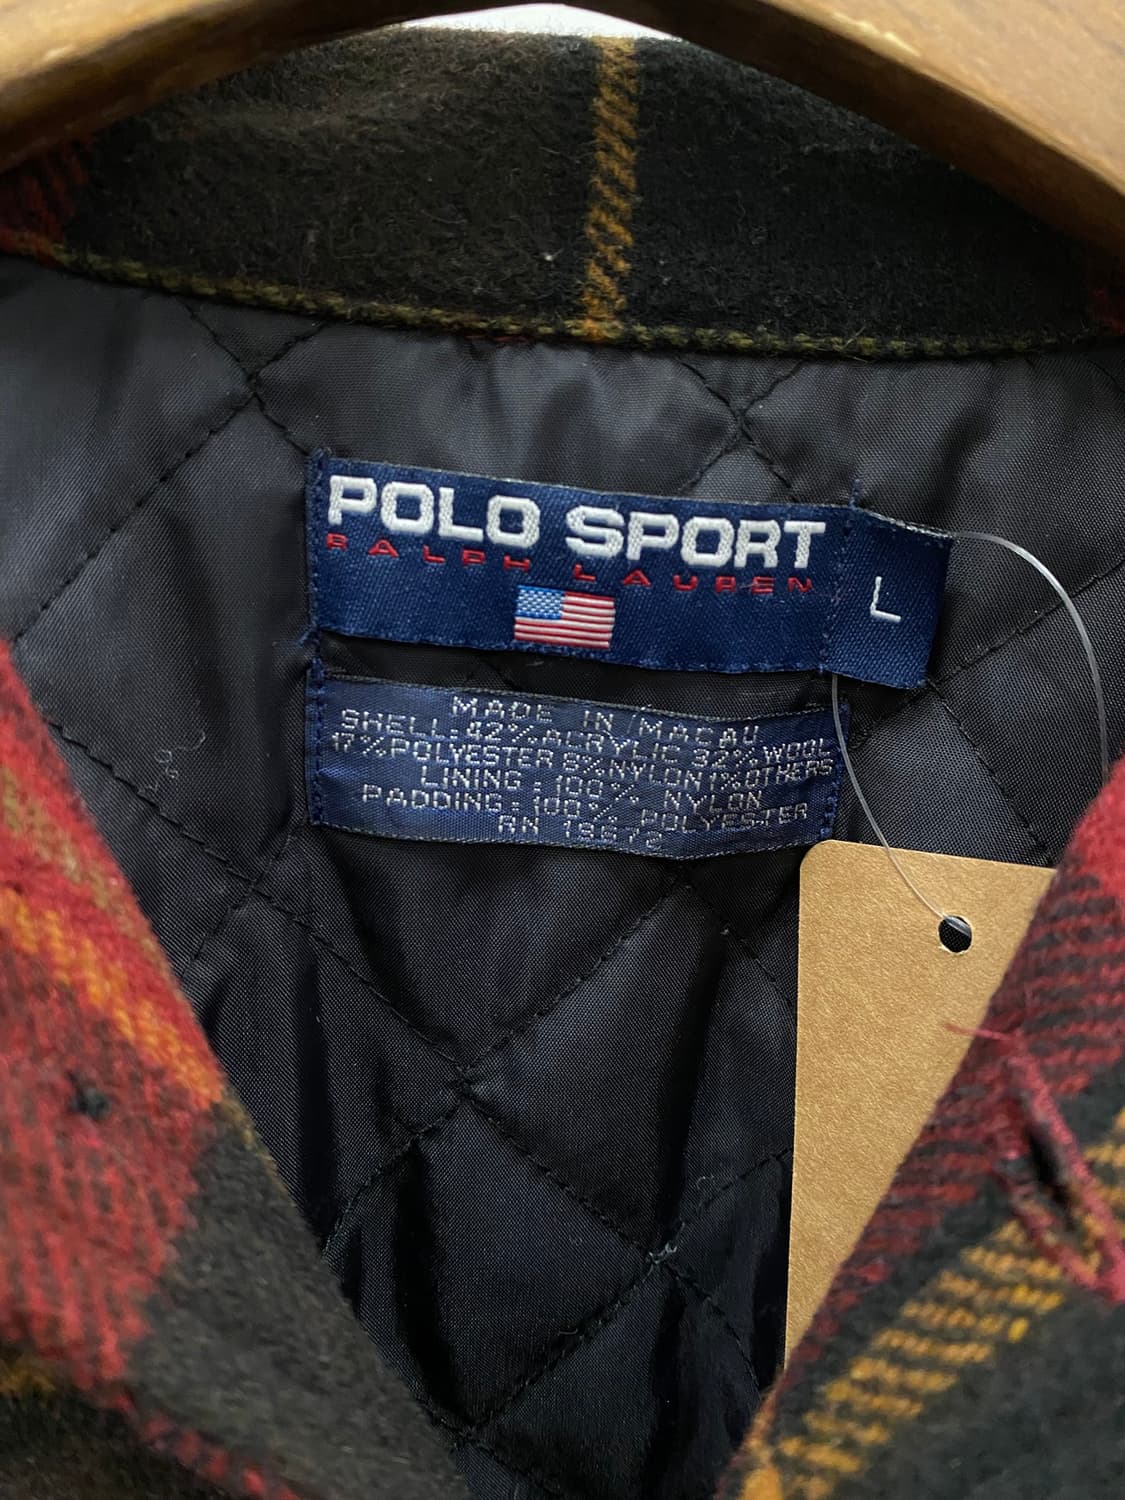 POLO SPORT
RALPH LAUREN
L
MADE IN MACAU
SHELL: 42% ACRYLIC 32% WOOL
17% POLYESTER 8% NYLON 1% OTHERS
LINING: 100% NYLON
PADDING: 100% POLYESTER
RN